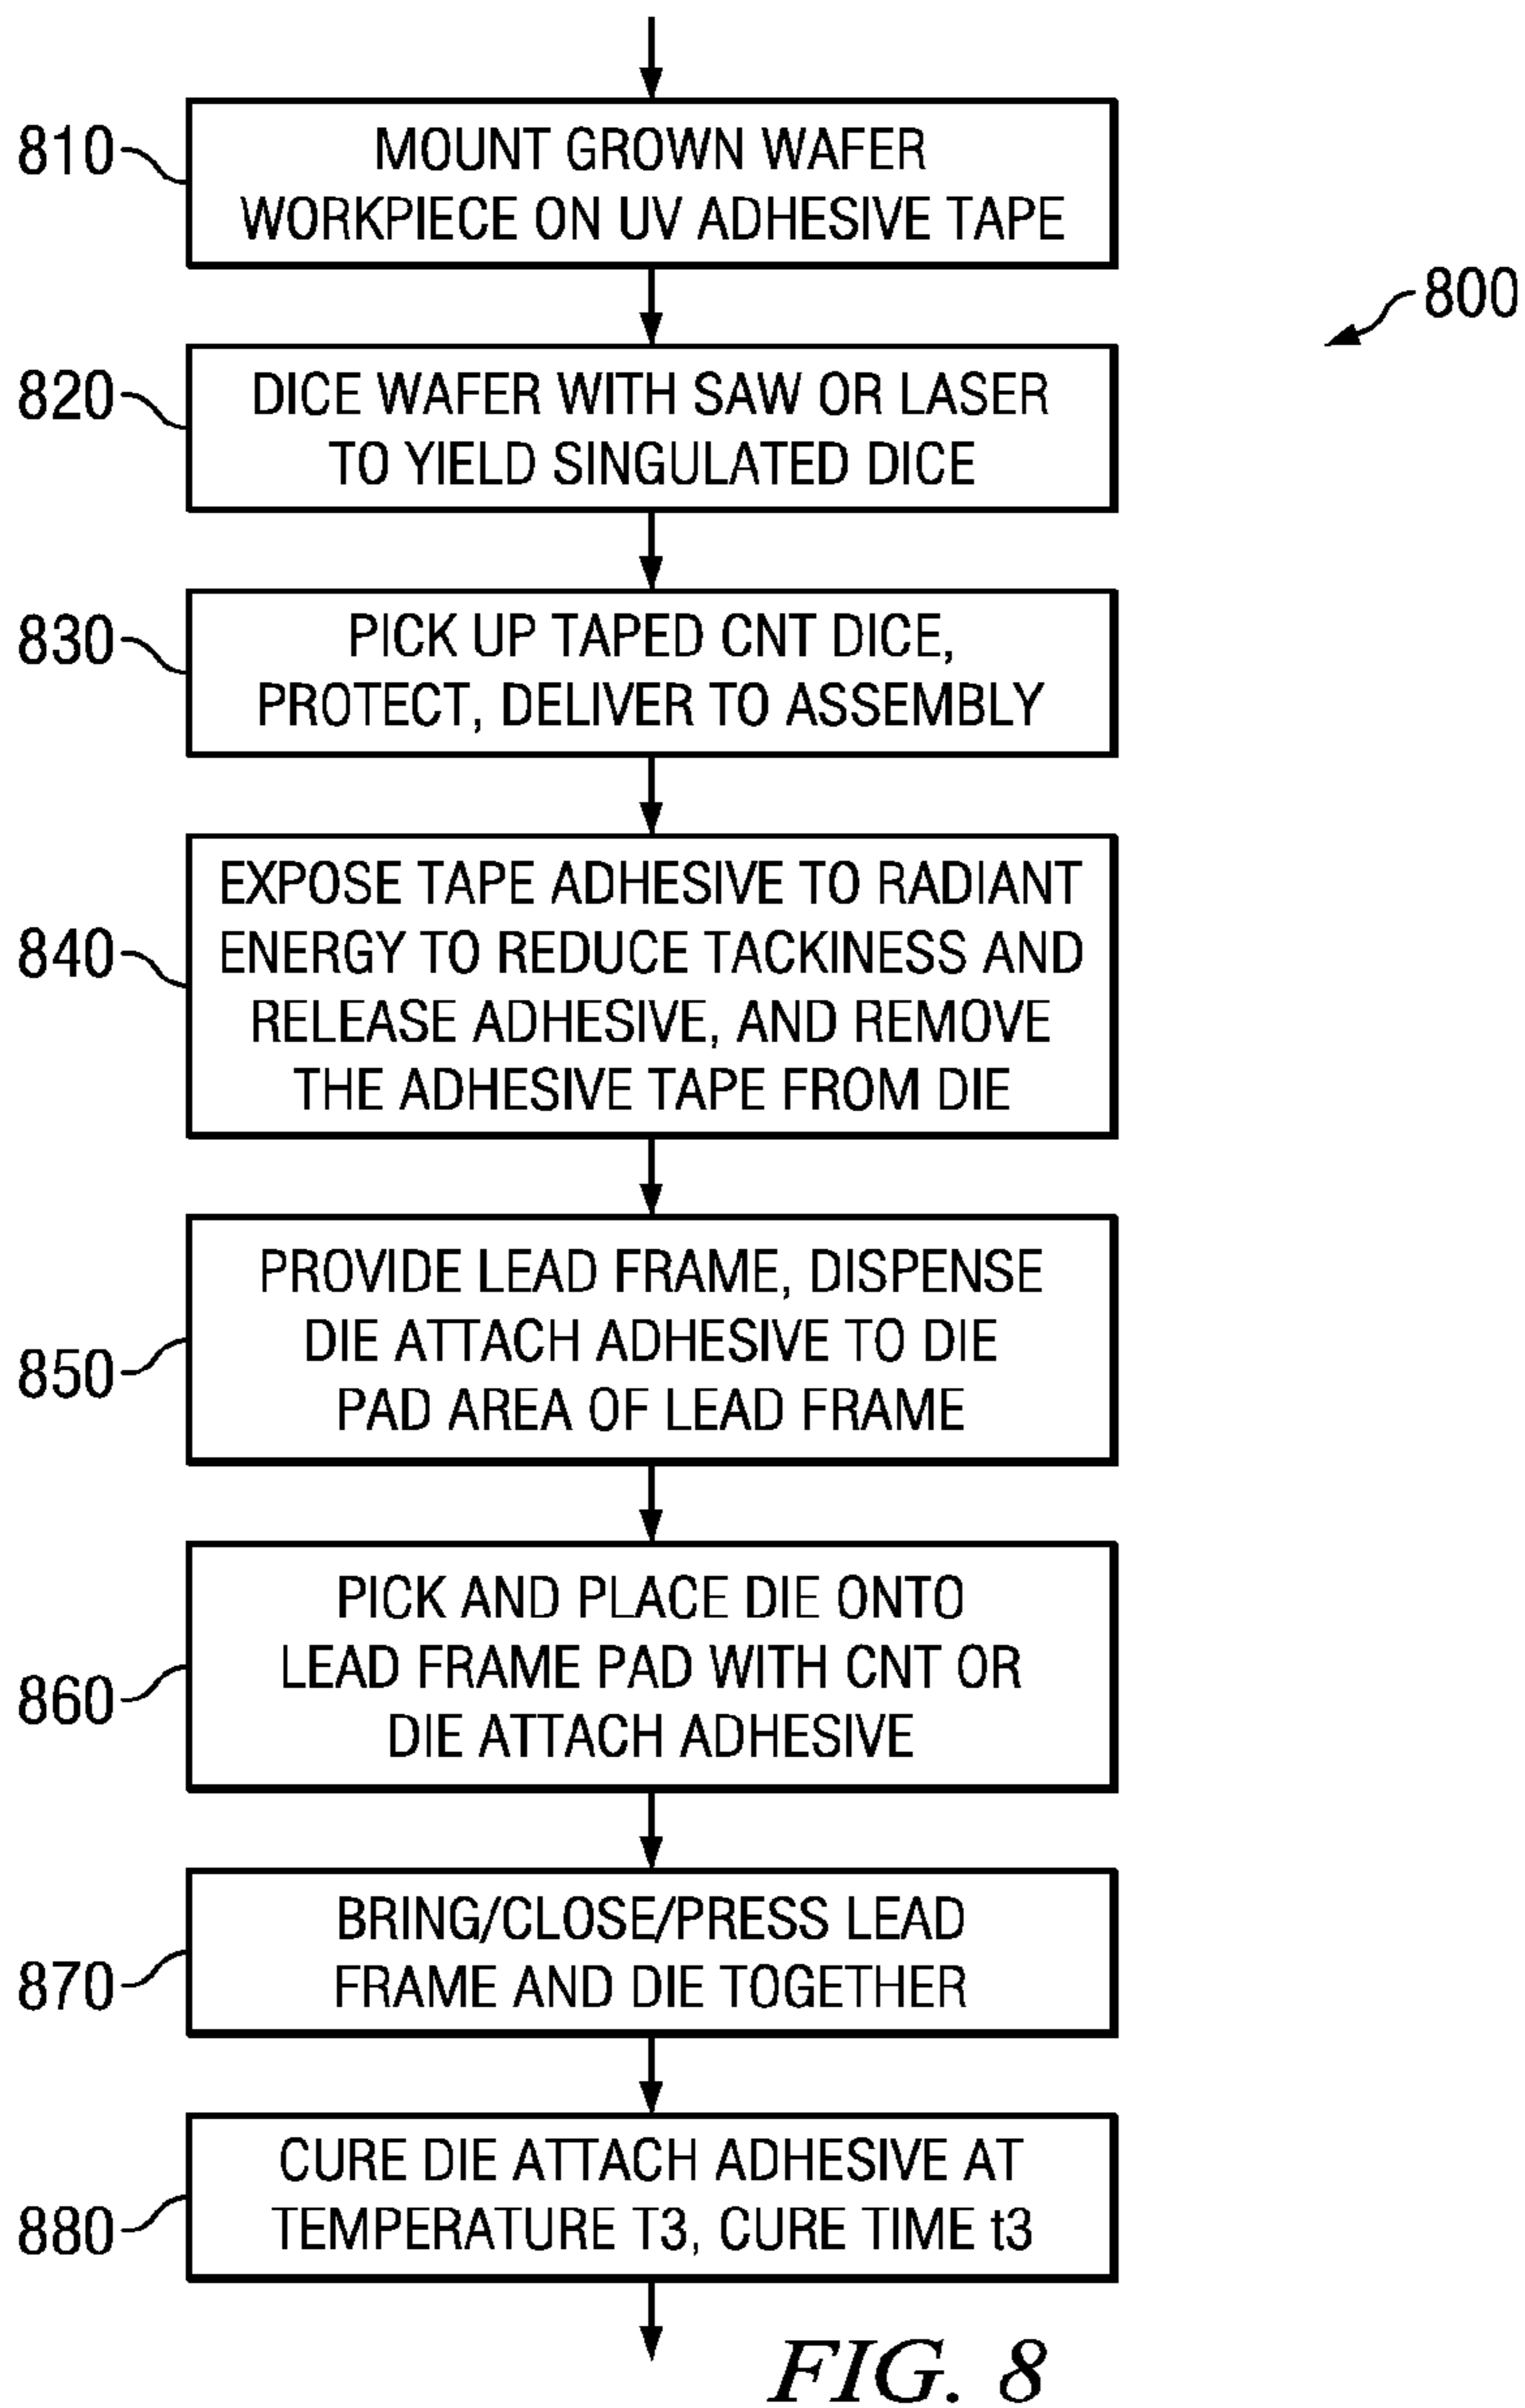 810
MOUNT GROWN WAFER
WORKPIECE ON UV ADHESIVE TAPE
800
820
DICE WAFER WITH SAW OR LASER
TO YIELD SINGULATED DICE
830
PICK UP TAPED CNT DICE,
PROTECT, DELIVER TO ASSEMBLY
840
EXPOSE TAPE ADHESIVE TO RADIANT
ENERGY TO REDUCE TACKINESS AND
RELEASE ADHESIVE, AND REMOVE
THE ADHESIVE TAPE FROM DIE
850
PROVIDE LEAD FRAME, DISPENSE
DIE ATTACH ADHESIVE TO DIE
PAD AREA OF LEAD FRAME
860
PICK AND PLACE DIE ONTO
LEAD FRAME PAD WITH CNT OR
DIE ATTACH ADHESIVE
870
BRING/CLOSE/PRESS LEAD
FRAME AND DIE TOGETHER
880
CURE DIE ATTACH ADHESIVE AT
TEMPERATURE T3, CURE TIME t3
FIG. 8